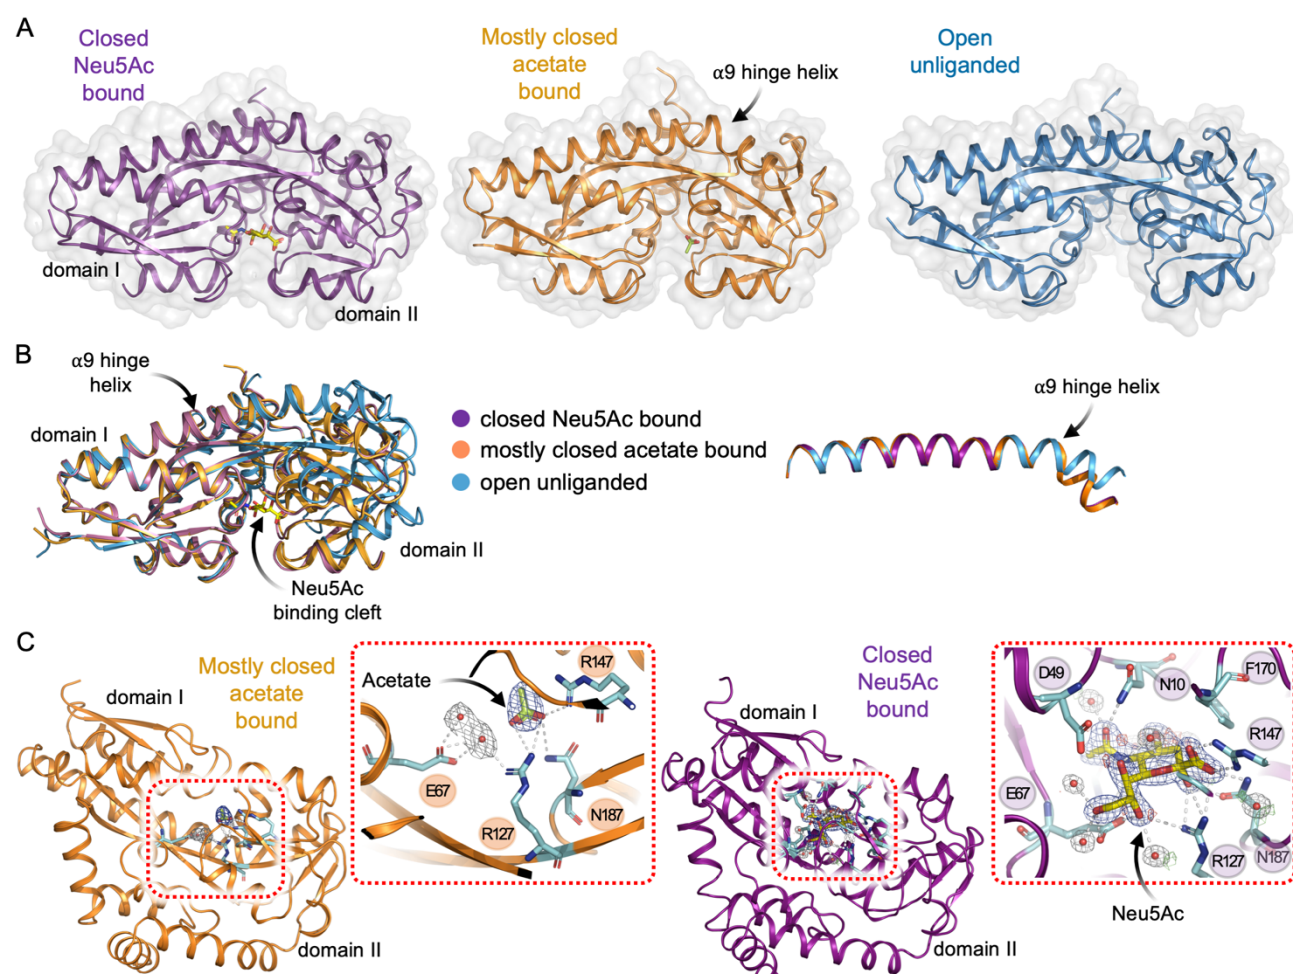 A
Closed
Neu5Ac
bound
domain I
domain II
Mostly closed
acetate
bound
α9 hinge helix
Open
unliganded
B
α9 hinge
helix
domain I
domain II
Neu5Ac
binding cleft
closed Neu5Ac bound
mostly closed acetate bound
open unliganded
α9 hinge helix
C
Mostly closed
acetate
bound
domain I
domain II
Acetate
R147
E67
R127
N187
Closed
Neu5Ac
bound
domain I
domain II
D49
N10
F170
R147
E67
R127
N187
Neu5Ac